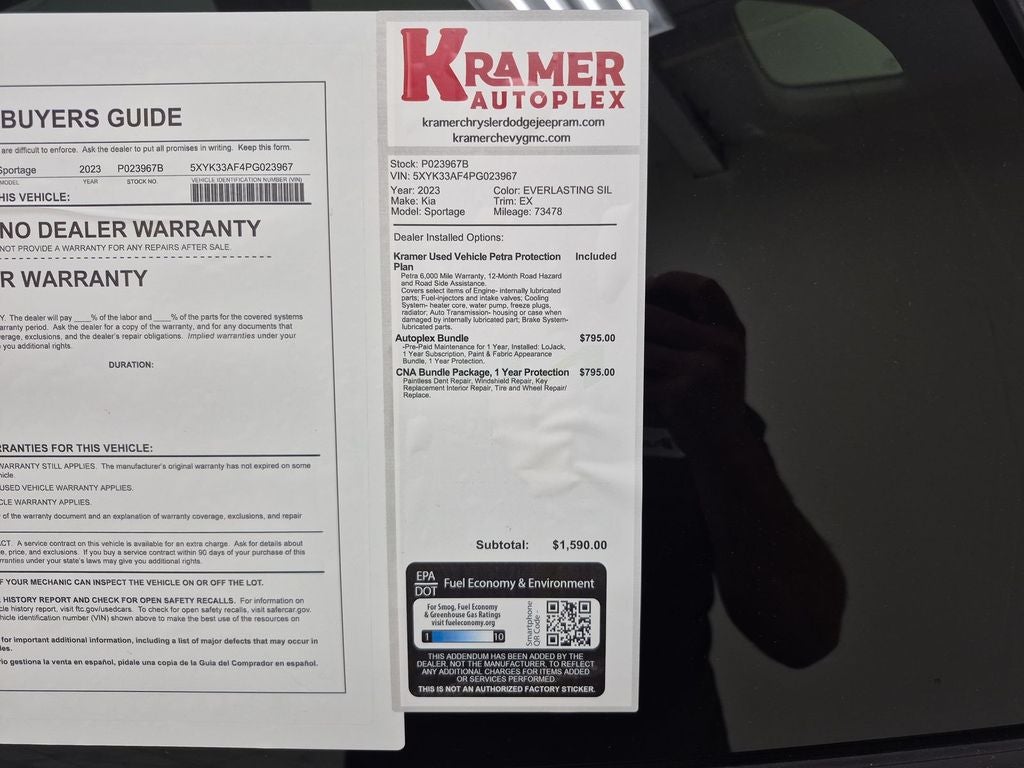 BUYERS GUIDE
are difficult to enforce. Ask the dealer to put all promises in writing. Keep this form.
Sportage 2023 P023967B 5XYK33AF4PG023967
MODEL YEAR STOCK NO. VEHICLE IDENTIFICATION NUMBER (VIN)
HIS VEHICLE:
NO DEALER WARRANTY
NOT PROVIDE A WARRANTY FOR ANY REPAIRS AFTER SALE.
R WARRANTY
Y. The dealer will pay ____% of the labor and ____% of the parts for the covered systems
arranty period. Ask the dealer for a copy of the warranty, and for any documents that
erage, exclusions, and the dealer's repair obligations. Implied warranties under your
you additional rights.
DURATION:
RRANTIES FOR THIS VEHICLE:
WARRANTY STILL APPLIES. The manufacturer's original warranty has not expired on some
hicle.
USED VEHICLE WARRANTY APPLIES.
CLE WARRANTY APPLIES.
of the warranty document and an explanation of warranty coverage, exclusions, and repair
ACT. A service contract on this vehicle is available for an extra charge. Ask for details about
e, price, and exclusions. If you buy a service contract within 90 days of your purchase of this
rranties under your state's laws may give you additional rights.
F YOUR MECHANIC CAN INSPECT THE VEHICLE ON OR OFF THE LOT.
HISTORY REPORT AND CHECK FOR OPEN SAFETY RECALLS. For information on
cle history report, visit ftc.gov/usedcars. To check for open safety recalls, visit safercar.gov.
hicle identification number (VIN) shown above to make the best use of the resources on
for important additional information, including a list of major defects that may occur in
les.
rio gestiona la venta en español, pídale una copia de la Guía del Comprador en español.
KRAMER
AUTOPLEX
kramerchryslerdodgejeepram.com
kramerchevygmc.com
Stock: P023967B
VIN: 5XYK33AF4PG023967
Year: 2023 Color: EVERLASTING SIL
Make: Kia Trim: EX
Model: Sportage Mileage: 73478
Dealer Installed Options:
Kramer Used Vehicle Petra Protection Included
Plan
Petra 6,000 Mile Warranty, 12-Month Road Hazard
and Road Side Assistance.
Covers select items of Engine- internally lubricated
parts; Fuel-injectors and intake valves; Cooling
System- heater core, water pump, freeze plugs,
radiator; Auto Transmission- housing or case when
damaged by internally lubricated part; Brake System-
lubricated parts.
Autoplex Bundle $795.00
-Pre-Paid Maintenance for 1 Year, Installed: LoJack,
1 Year Subscription, Paint & Fabric Appearance
Bundle, 1 Year Protection.
CNA Bundle Package, 1 Year Protection $795.00
Paintless Dent Repair, Windshield Repair, Key
Replacement Interior Repair, Tire and Wheel Repair/
Replace.
Subtotal: $1,590.00
EPA
DOT Fuel Economy & Environment
For Smog, Fuel Economy
& Greenhouse Gas Ratings
visit fueleconomy.org
1 10
Smartphone
QR Code -
THIS ADDENDUM HAS BEEN ADDED BY THE
DEALER, NOT THE MANUFACTURER, TO REFLECT
ANY ADDITIONAL CHARGES FOR ITEMS ADDED
OR SERVICES PERFORMED.
THIS IS NOT AN AUTHORIZED FACTORY STICKER.